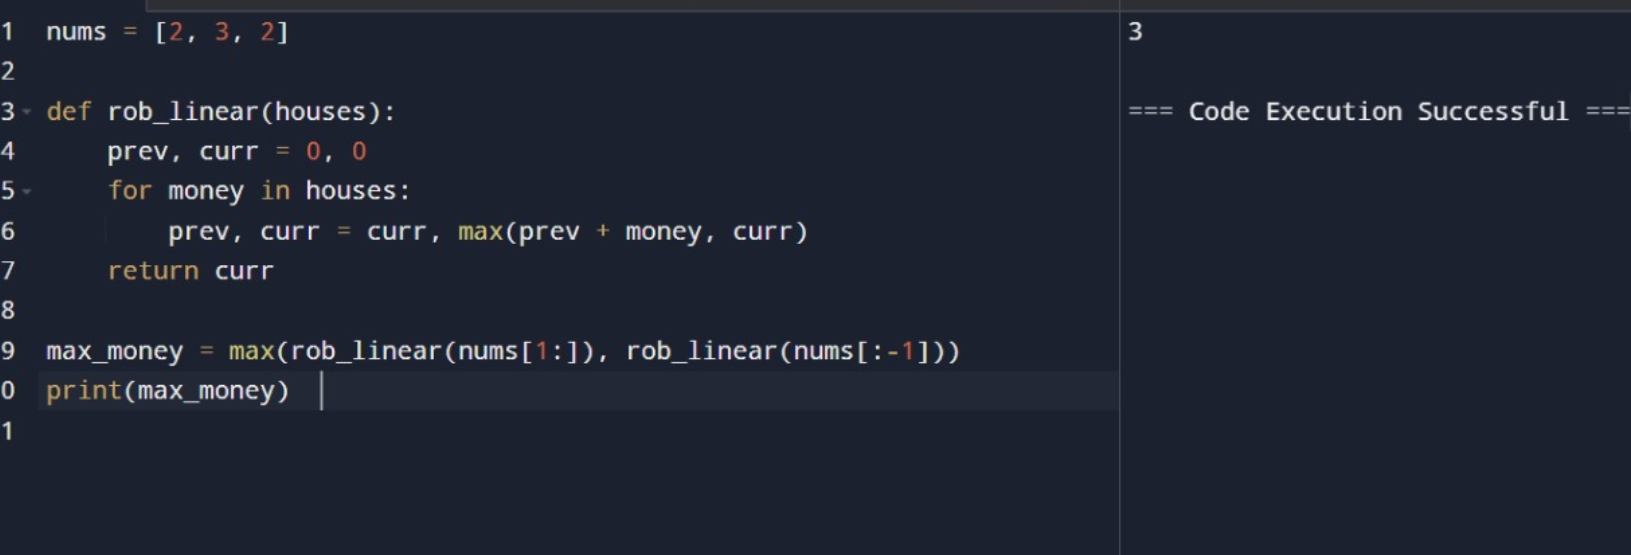 1 nums = [2, 3, 2]
2
3 def rob_linear(houses):
4     prev, curr = 0, 0
5     for money in houses:
6         prev, curr = curr, max(prev + money, curr)
7     return curr
8
9 max_money = max(rob_linear(nums[1:]), rob_linear(nums[:-1]))
0 print(max_money)
1
3
=== Code Execution Successful ===